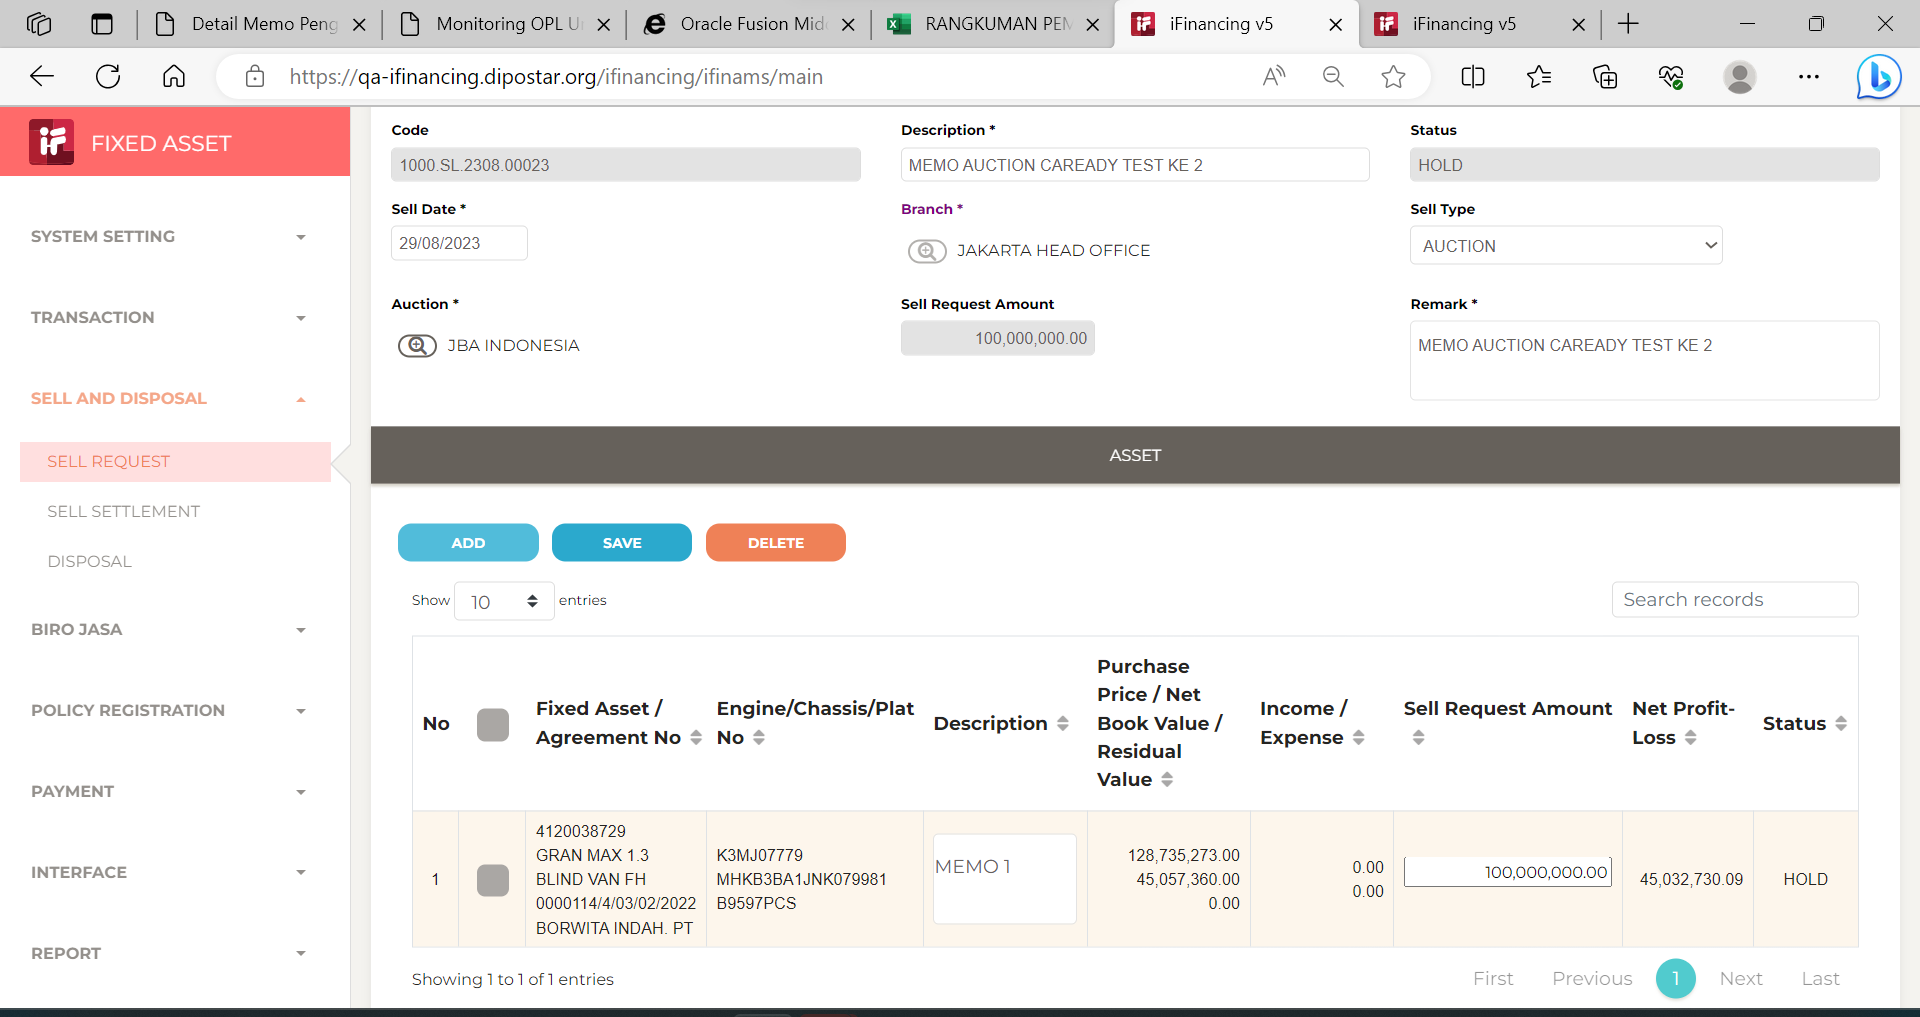 Detail Memo Peng
Monitoring OPL U
Oracle Fusion Mid
RANGKUMAN PEM
iFinancing v5
iFinancing v5
https://qa-ifinancing.dipostar.org/ifinancing/ifinams/main
FIXED ASSET
SYSTEM SETTING
TRANSACTION
SELL AND DISPOSAL
SELL REQUEST
SELL SETTLEMENT
DISPOSAL
BIRO JASA
POLICY REGISTRATION
PAYMENT
INTERFACE
REPORT
Code
1000.SL.2308.00023
Description *
MEMO AUCTION CAREADY TEST KE 2
Status
HOLD
Sell Date *
29/08/2023
Branch *
JAKARTA HEAD OFFICE
Sell Type
AUCTION
Auction *
JBA INDONESIA
Sell Request Amount
100,000,000.00
Remark *
MEMO AUCTION CAREADY TEST KE 2
ASSET
ADD
SAVE
DELETE
Show 10 entries
Search records
No
Fixed Asset /
Agreement No
Engine/Chassis/Plat
No
Description
Purchase
Price / Net
Book Value /
Residual
Value
Income /
Expense
Sell Request Amount
Net Profit-
Loss
Status
1
4120038729
GRAN MAX 1.3
BLIND VAN FH
0000114/4/03/02/2022
BORWITA INDAH. PT
K3MJ07779
MHKB3BA1JNK079981
B9597PCS
MEMO 1
128,735,273.00
45,057,360.00
0.00
0.00
0.00
100,000,000.00
45,032,730.09
HOLD
Showing 1 to 1 of 1 entries
First
Previous
1
Next
Last